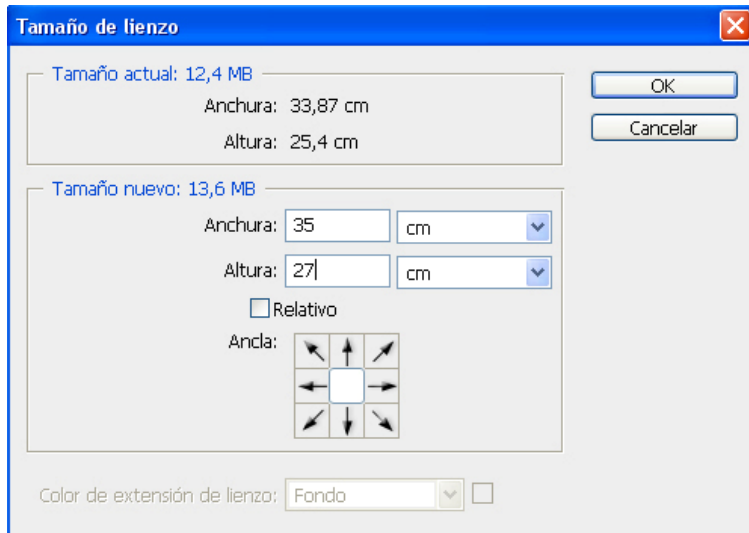 Tamaño de lienzo
Tamaño actual: 12,4 MB
Anchura: 33,87 cm
Altura: 25,4 cm
OK
Cancelar
Tamaño nuevo: 13,6 MB
Anchura: 35 cm
Altura: 27 cm
Relativo
Ancla:
Color de extensión de lienzo: Fondo